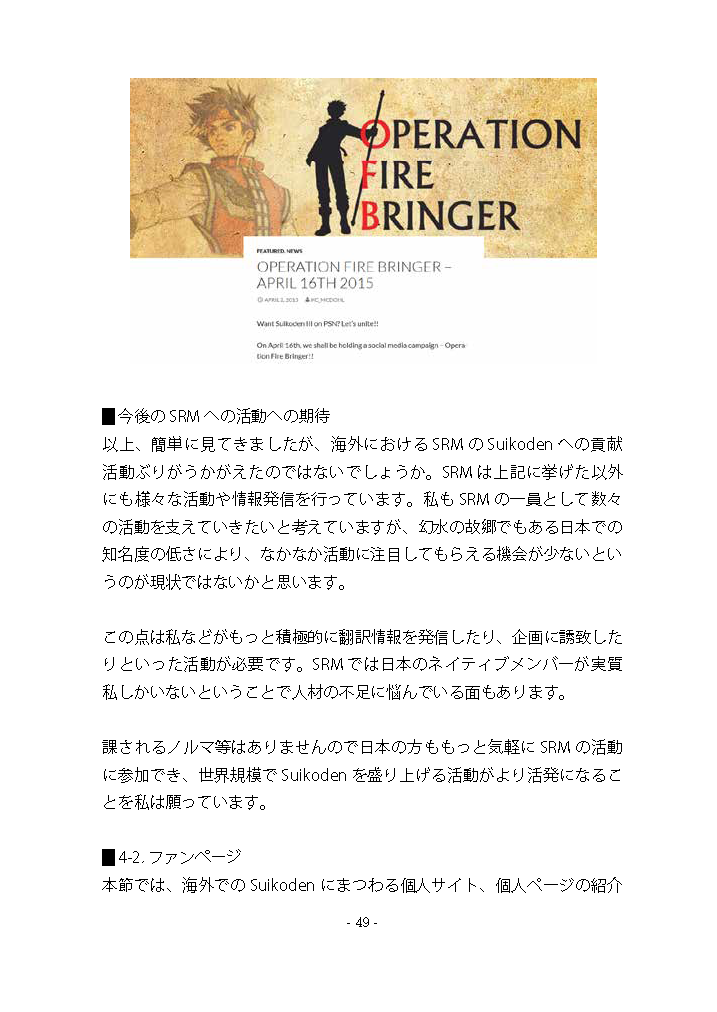 OPERATION
FIRE
BRINGER
FEATURED, NEWS
OPERATION FIRE BRINGER –
APRIL 16TH 2015
APRIL 2, 2015
Want Suikoden III on PSN? Let's unite!!
On April 16th, we shall be holding a social media campaign – Opera
tion Fire Bringer!!
■今後の SRM への活動への期待
以上、簡単に見てきましたが、海外における SRM の Suikoden への貢献
活動ぶりがうかがえたのではないでしょうか。SRM は上記に挙げた以外
にも様々な活動や情報発信を行っています。私も SRM の一員として数々
の活動を支えていきたいと考えていますが、幻水の故郷でもある日本での
知名度の低さにより、なかなか活動に注目してもらえる機会が少ないとい
うのが現状ではないかと思います。
この点は私などがもっと積極的に翻訳情報を発信したり、企画に誘致した
りといった活動が必要です。SRM では日本のネイティブメンバーが実質
私しかいないということで人材の不足に悩んでいる面もあります。
課されるノルマ等はありませんので日本の方ももっと気軽に SRM の活動
に参加でき、世界規模で Suikoden を盛り上げる活動がより活発になるこ
とを私は願っています。
■4-2. ファンページ
本節では、海外での Suikoden にまつわる個人サイト、個人ページの紹介
- 49 -